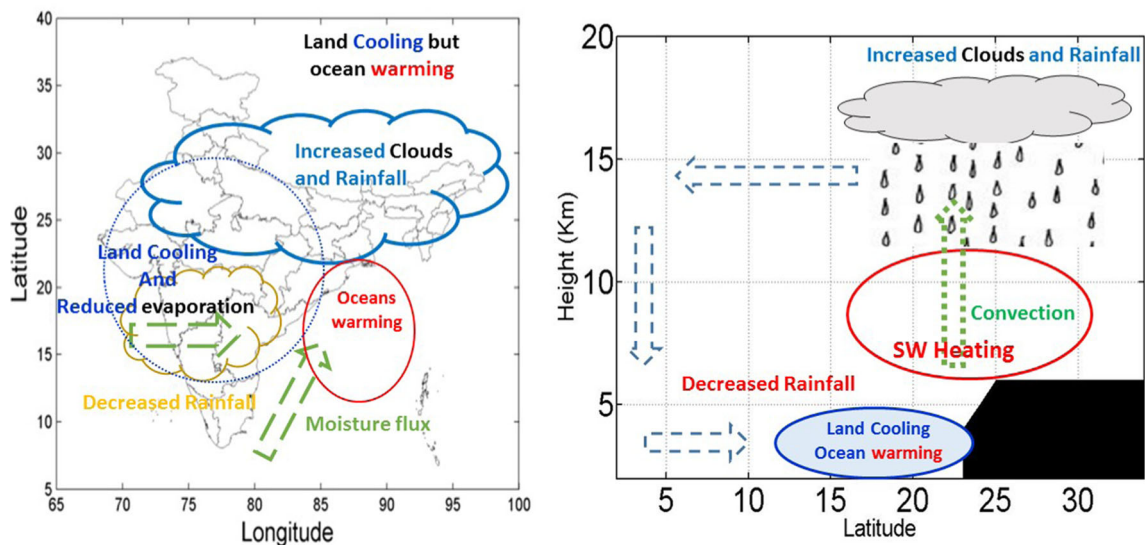 40
35
30
25
20
15
10
5
65
70
75
80
85
90
95
100
Latitude
Longitude
Land Cooling but
ocean warming
Increased Clouds
and Rainfall
Land Cooling
And
Reduced evaporation
Oceans
warming
Decreased Rainfall
Moisture flux
20
15
10
5
5
10
15
20
25
30
Height (Km)
Latitude
Increased Clouds and Rainfall
Convection
SW Heating
Decreased Rainfall
Land Cooling
Ocean warming